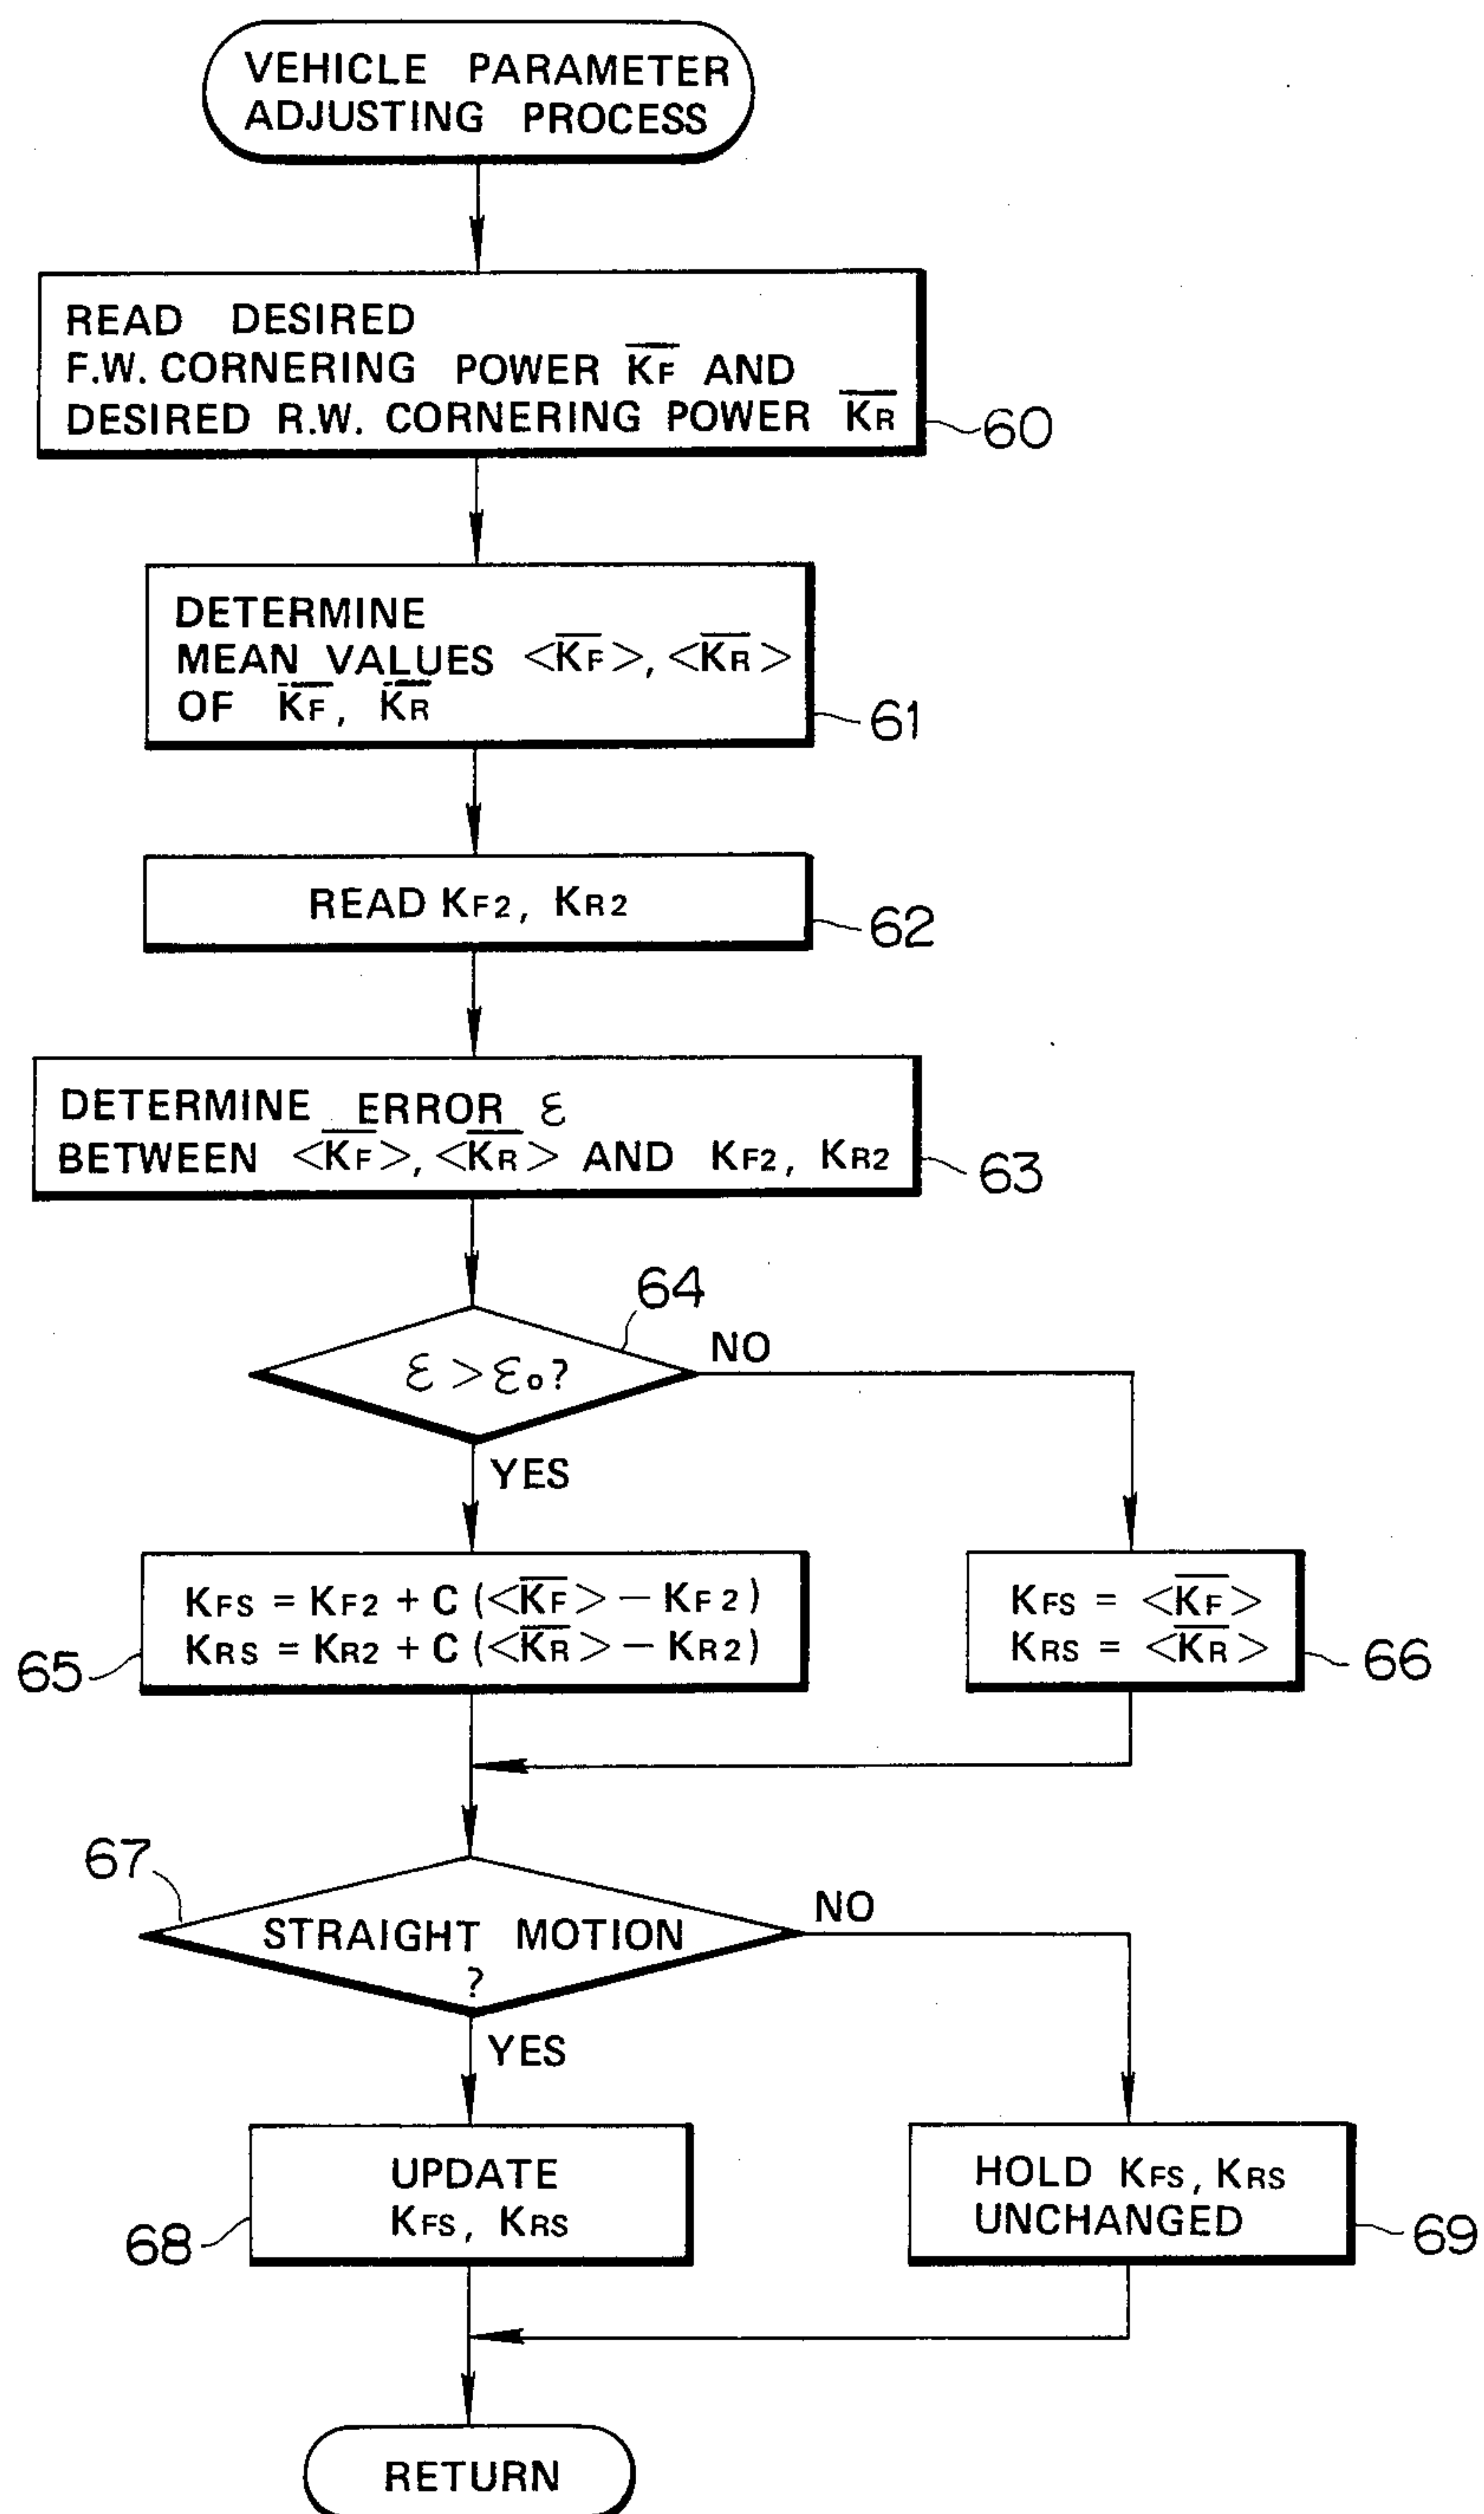 VEHICLE PARAMETER
ADJUSTING PROCESS
READ DESIRED
F.W. CORNERING POWER K̅F̅ AND
DESIRED R.W. CORNERING POWER K̅R̅
60
DETERMINE
MEAN VALUES <K̅F̅>, <K̅R̅>
OF K̅F̅, K̅R̅
61
READ KF2, KR2
62
DETERMINE ERROR ε
BETWEEN <K̅F̅>, <K̅R̅> AND KF2, KR2
63
64
ε > ε0?
NO
YES
KFS = KF2 + C (<K̅F̅> − KF2)
KRS = KR2 + C (<K̅R̅> − KR2)
65
KFS = <K̅F̅>
KRS = <K̅R̅>
66
67
STRAIGHT MOTION
?
NO
YES
UPDATE
KFS, KRS
68
HOLD KFS, KRS
UNCHANGED
69
RETURN